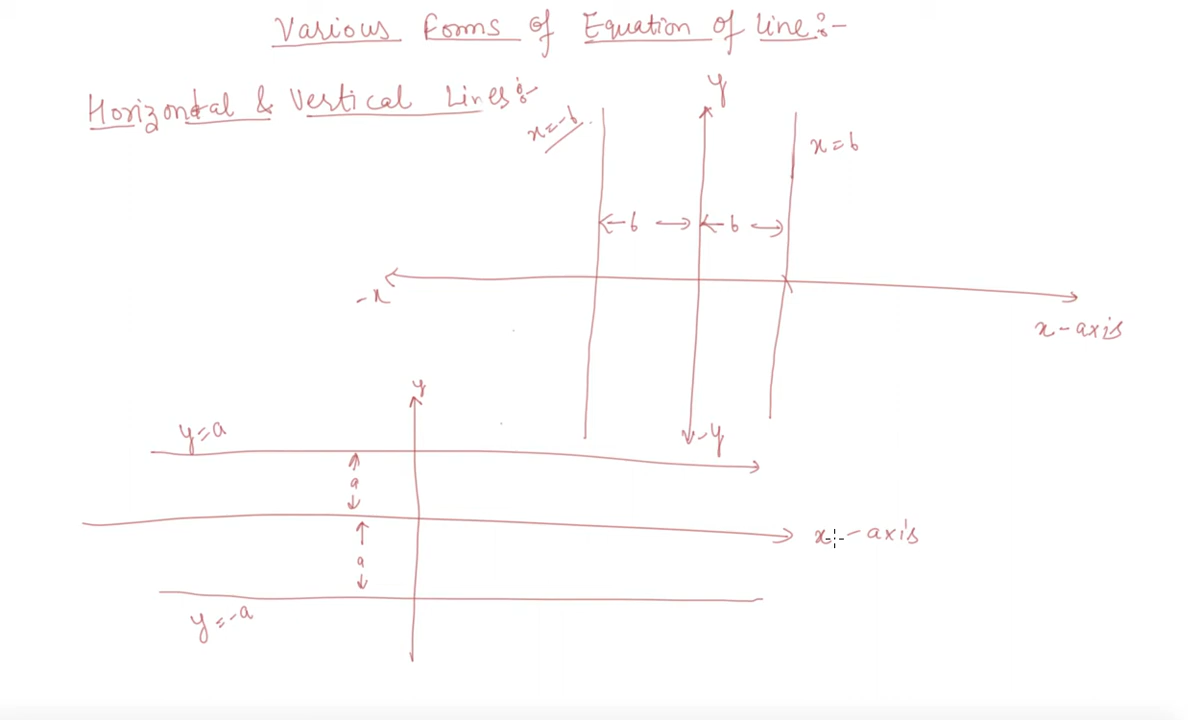 Various Forms of Equation of line:-
Horizontal & Vertical Lines:-
y
x=-b
x=b
b
b
-x
x-axis
-y
y
y=a
a
x-axis
a
y=-a